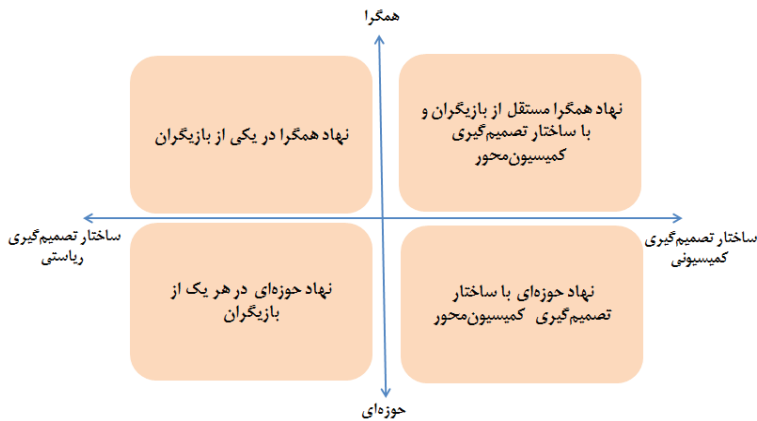 همگرا
نهاد همگرا مستقل از بازیگران و
با ساختار تصمیم‌گیری
کمیسیون‌محور
نهاد همگرا در یکی از بازیگران
ساختار تصمیم‌گیری
کمیسیونی
ساختار تصمیم‌گیری
ریاستی
نهاد حوزه‌ای با ساختار
تصمیم‌گیری کمیسیون‌محور
نهاد حوزه‌ای در هر یک از
بازیگران
حوزه‌ای